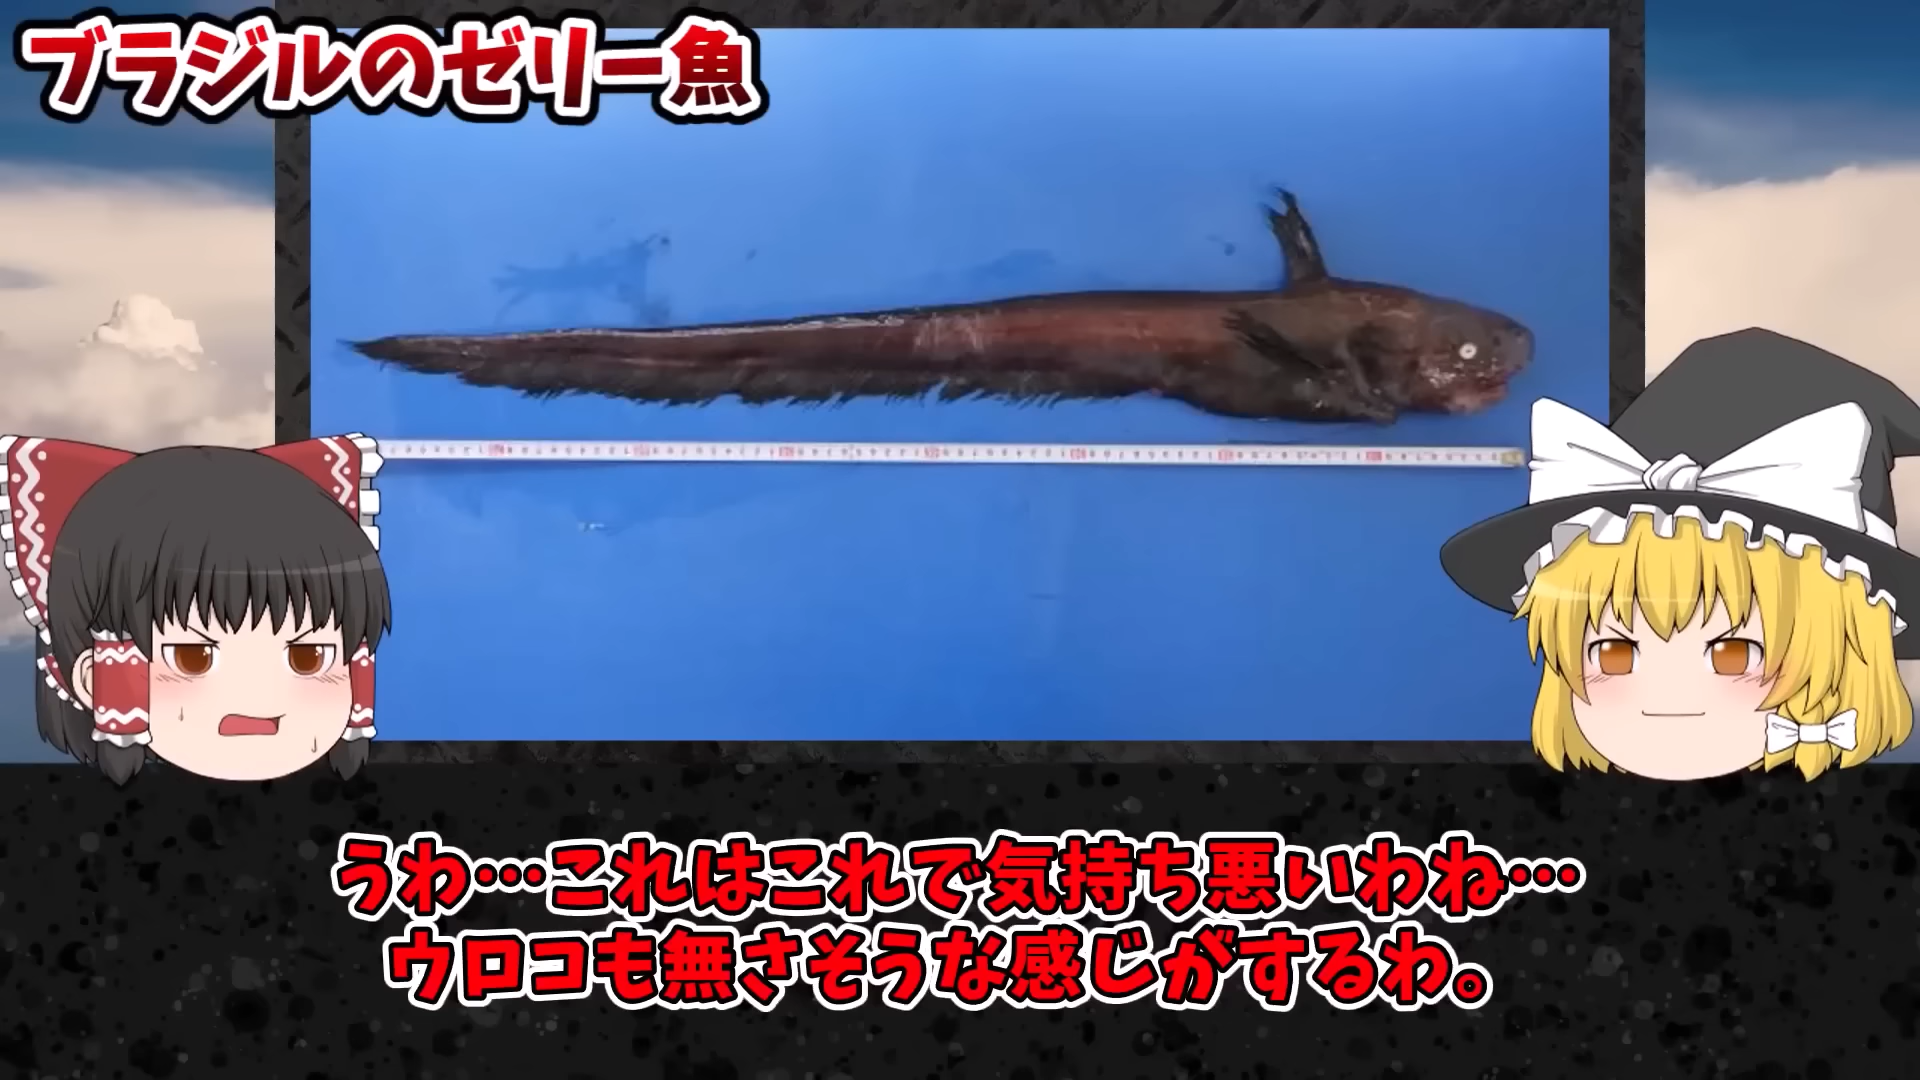 ブラジルのゼリー魚
うわ…これはこれで気持ち悪いわね…
ウロコも無さそうな感じがするわ。